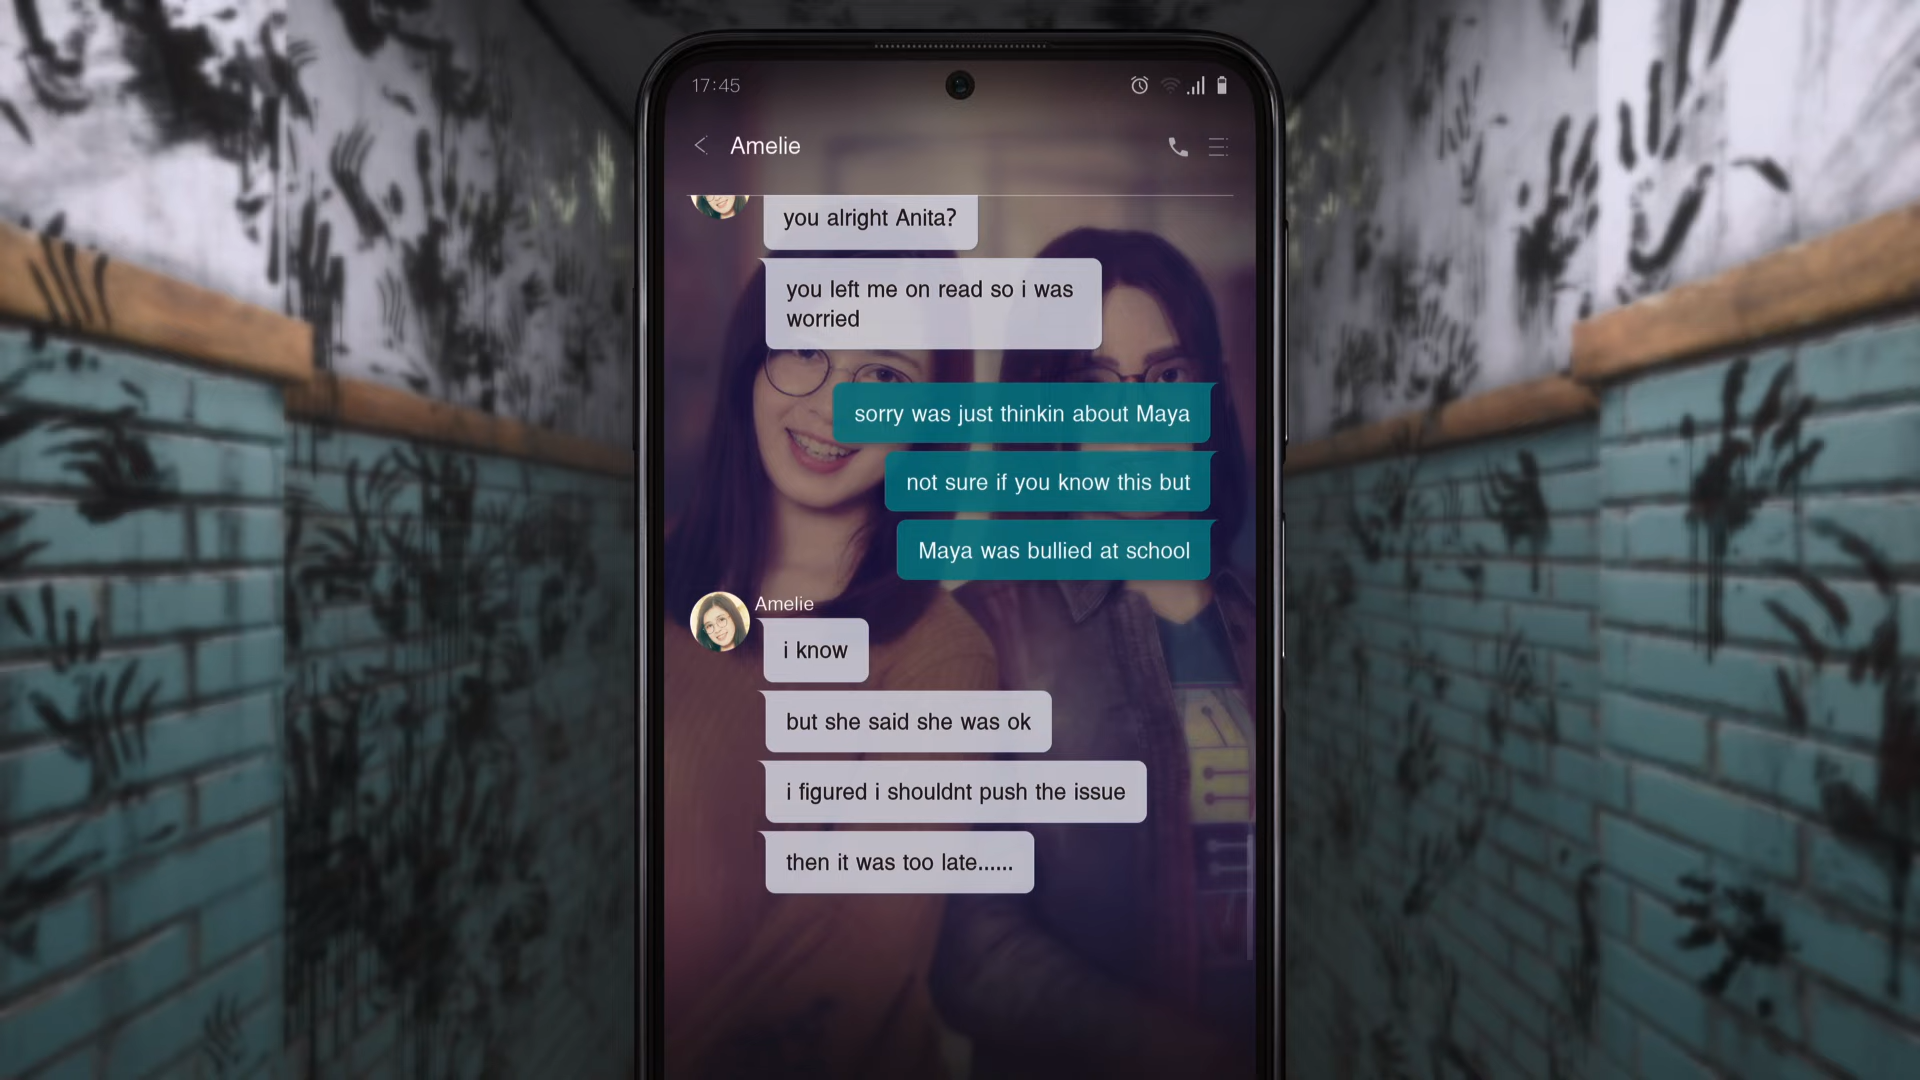 17:45
Amelie
you alright Anita?
you left me on read so i was
worried
sorry was just thinkin about Maya
not sure if you know this but
Maya was bullied at school
Amelie
i know
but she said she was ok
i figured i shouldnt push the issue
then it was too late......